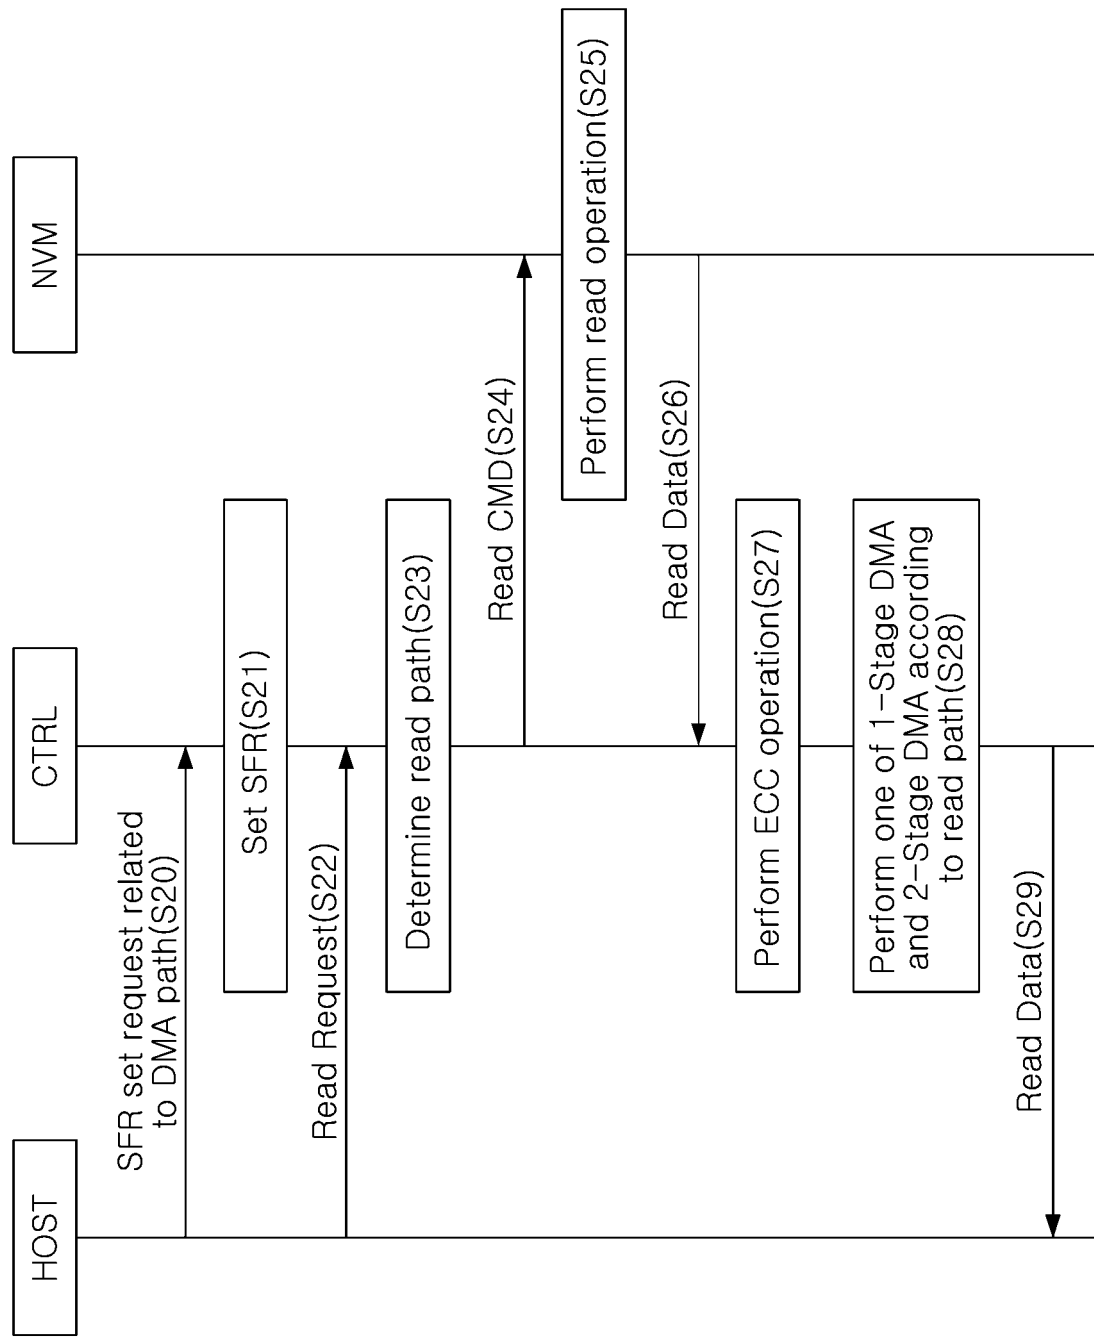 HOST
CTRL
NVM
SFR set request related
to DMA path(S20)
Set SFR(S21)
Read Request(S22)
Determine read path(S23)
Read CMD(S24)
Perform read operation(S25)
Read Data(S26)
Perform ECC operation(S27)
Perform one of 1-Stage DMA
and 2-Stage DMA according
to read path(S28)
Read Data(S29)